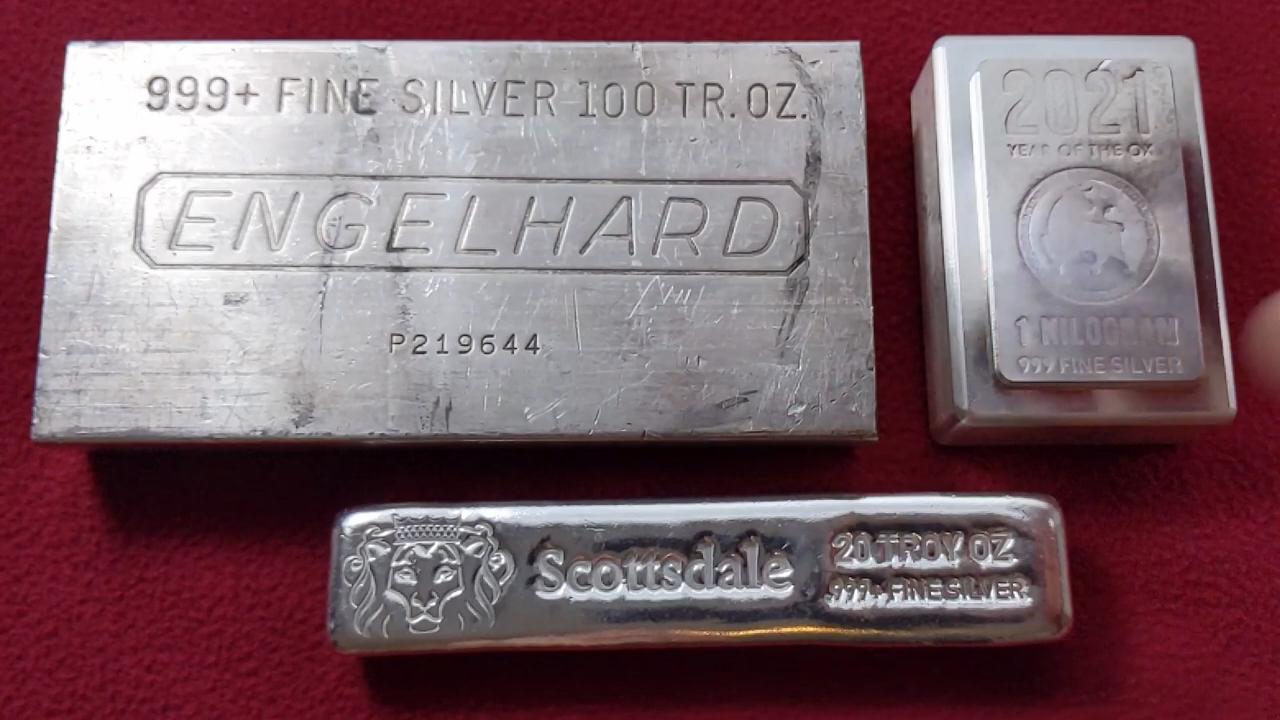 999+ FINE SILVER 100 TR.OZ.
ENGELHARD
P219644
2021
YEAR OF THE OX
1 KILOGRAM
999 FINE SILVER
Scottsdale
20 TROY OZ
.999+ FINE SILVER